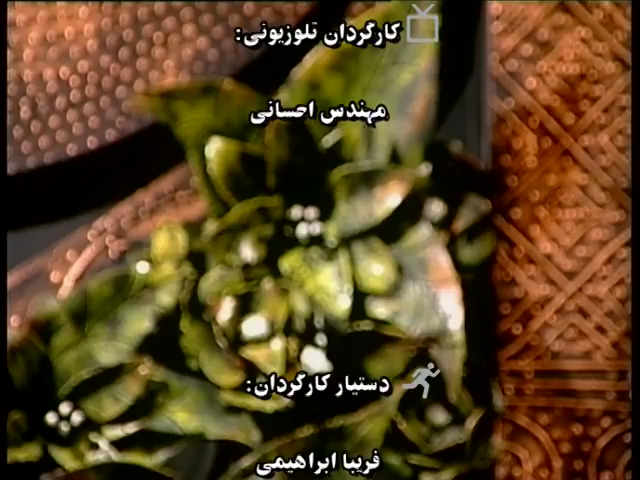 کارگردان تلوزیونی:
مهندس احسانی
دستیار کارگردان:
فریبا ابراهیمی